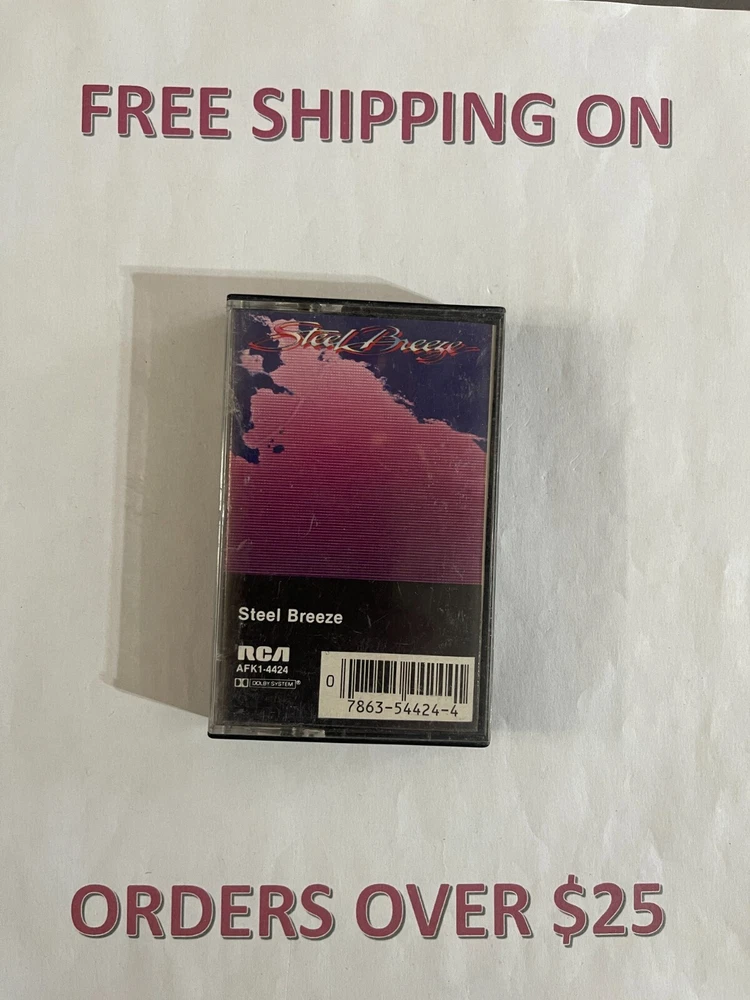 FREE SHIPPING ON
Steel Breeze
Steel Breeze
RCA
AFK1-4424
DOLBY SYSTEM®
0
7863-54424-4
ORDERS OVER $25